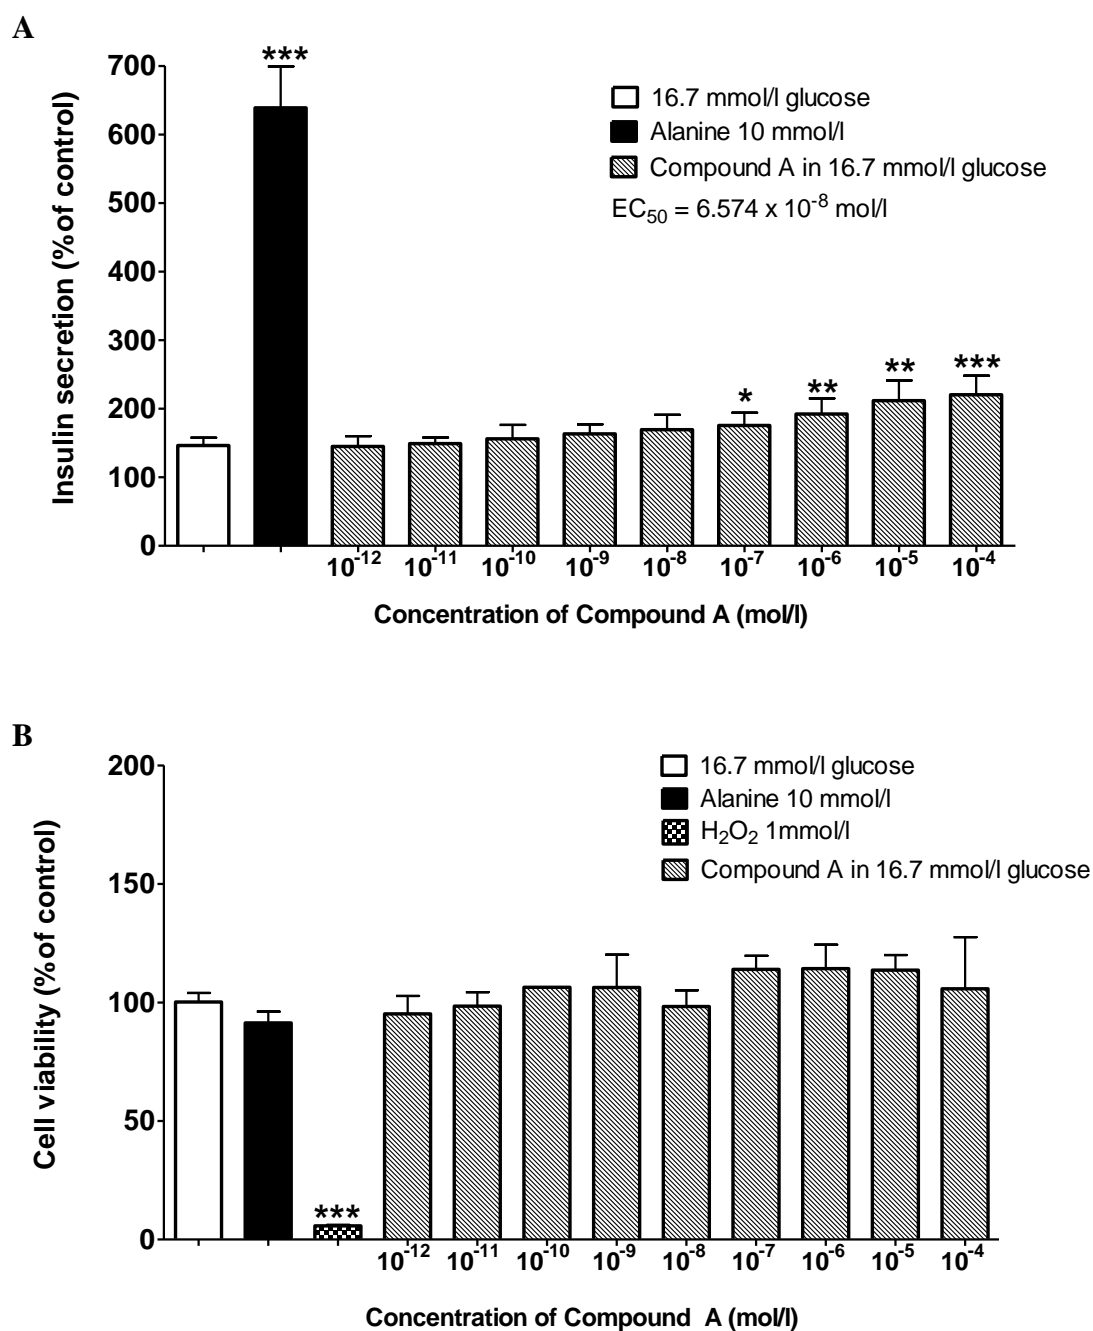 A
Insulin secretion (% of control)
700
600
500
400
300
200
100
0
***
*
**
**
***
16.7 mmol/l glucose
Alanine 10 mmol/l
Compound A in 16.7 mmol/l glucose
EC50 = 6.574 x 10-8 mol/l
10-12 10-11 10-10 10-9 10-8 10-7 10-6 10-5 10-4
Concentration of Compound A (mol/l)
B
Cell viability (% of control)
200
150
100
50
0
***
16.7 mmol/l glucose
Alanine 10 mmol/l
H2O2 1mmol/l
Compound A in 16.7 mmol/l glucose
10-12 10-11 10-10 10-9 10-8 10-7 10-6 10-5 10-4
Concentration of Compound A (mol/l)